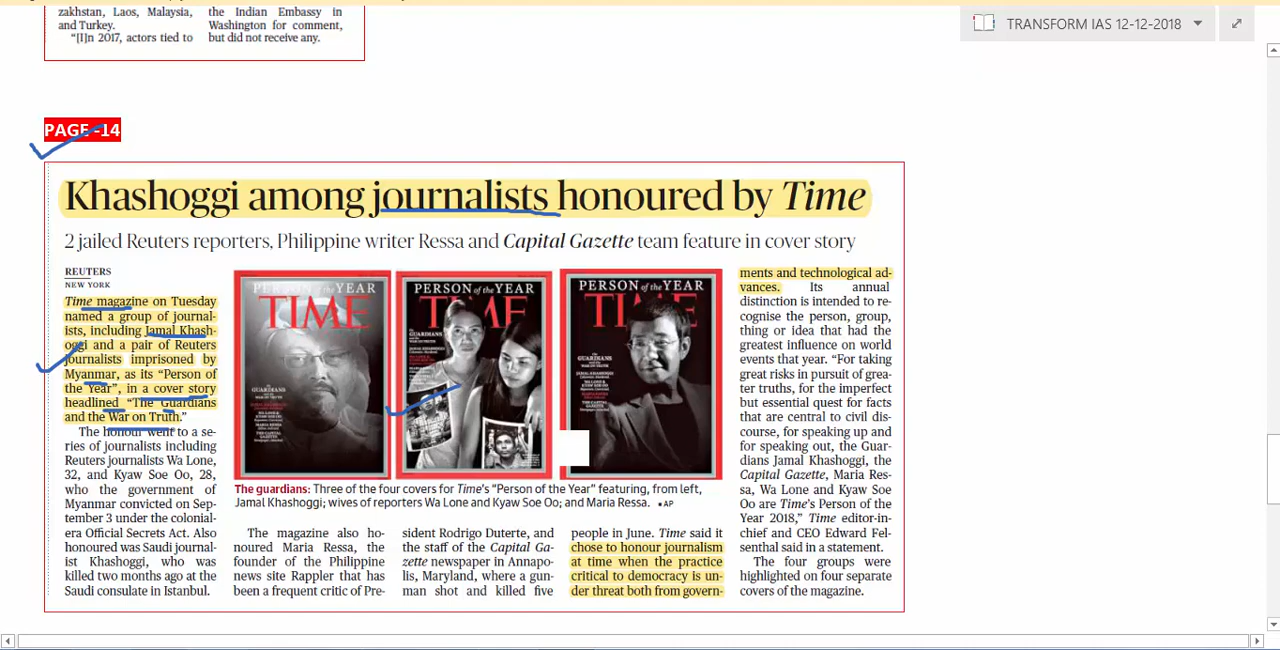 zakhstan, Laos, Malaysia,
and Turkey.
"[I]n 2017, actors tied to
the Indian Embassy in
Washington for comment,
but did not receive any.
TRANSFORM IAS 12-12-2018
PAGE -14
Khashoggi among journalists honoured by Time
2 jailed Reuters reporters, Philippine writer Ressa and Capital Gazette team feature in cover story
REUTERS
NEW YORK
Time magazine on Tuesday
named a group of journal-
ists, including Jamal Khash-
oggi and a pair of Reuters
journalists imprisoned by
Myanmar, as its "Person of
the Year", in a cover story
headlined "The Guardians
and the War on Truth."
The honour went to a se-
ries of journalists including
Reuters journalists Wa Lone,
32, and Kyaw Soe Oo, 28,
who the government of
Myanmar convicted on Sep-
tember 3 under the colonial-
era Official Secrets Act. Also
honoured was Saudi journal-
ist Khashoggi, who was
killed two months ago at the
Saudi consulate in Istanbul.
PERSON of the YEAR
TIME
THE
GUARDIANS
AND THE
WAR ON TRUTH
PERSON of the YEAR
TIME
PERSON of the YEAR
TIME
THE
GUARDIANS
AND THE
WAR ON TRUTH
The guardians: Three of the four covers for Time's "Person of the Year" featuring, from left,
Jamal Khashoggi; wives of reporters Wa Lone and Kyaw Soe Oo; and Maria Ressa. • AP
The magazine also ho-
noured Maria Ressa, the
founder of the Philippine
news site Rappler that has
been a frequent critic of Pre-
sident Rodrigo Duterte, and
the staff of the Capital Ga-
zette newspaper in Annapo-
lis, Maryland, where a gun-
man shot and killed five
people in June. Time said it
chose to honour journalism
at time when the practice
critical to democracy is un-
der threat both from govern-
ments and technological ad-
vances. Its annual
distinction is intended to re-
cognise the person, group,
thing or idea that had the
greatest influence on world
events that year. "For taking
great risks in pursuit of grea-
ter truths, for the imperfect
but essential quest for facts
that are central to civil dis-
course, for speaking up and
for speaking out, the Guar-
dians Jamal Khashoggi, the
Capital Gazette, Maria Res-
sa, Wa Lone and Kyaw Soe
Oo are Time's Person of the
Year 2018," Time editor-in-
chief and CEO Edward Fel-
senthal said in a statement.
The four groups were
highlighted on four separate
covers of the magazine.